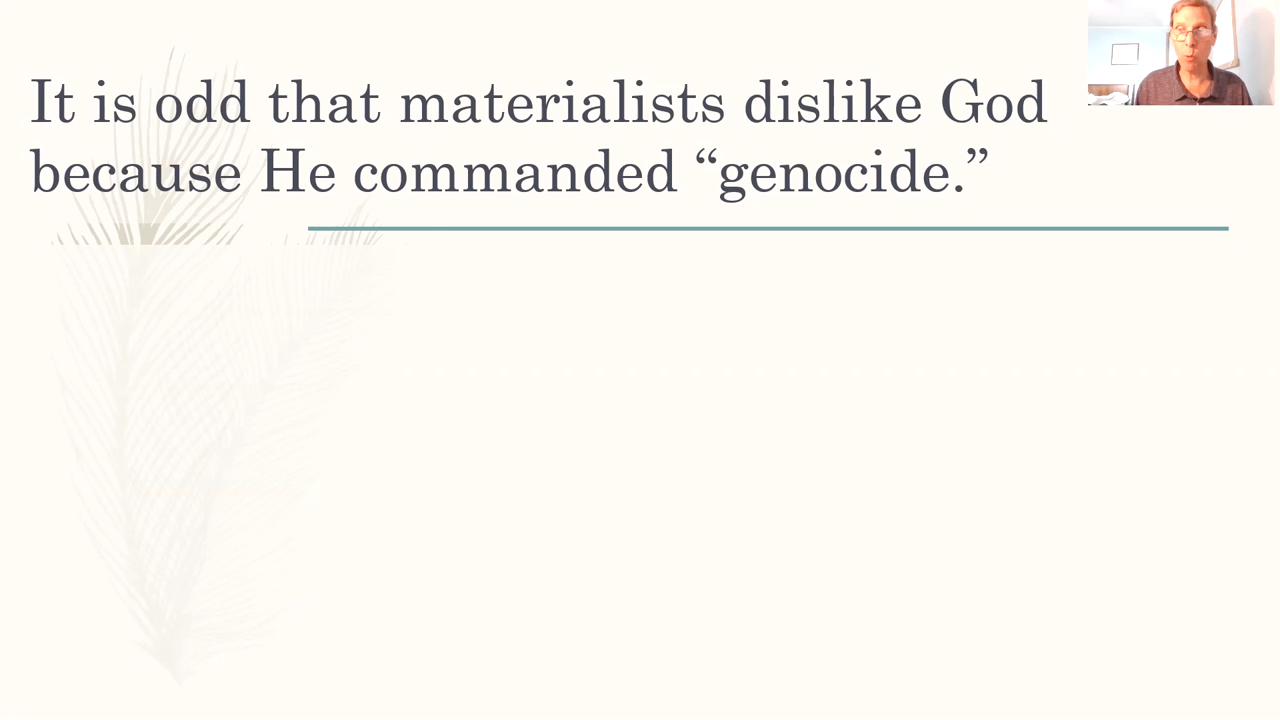 It is odd that materialists dislike God
because He commanded “genocide.”